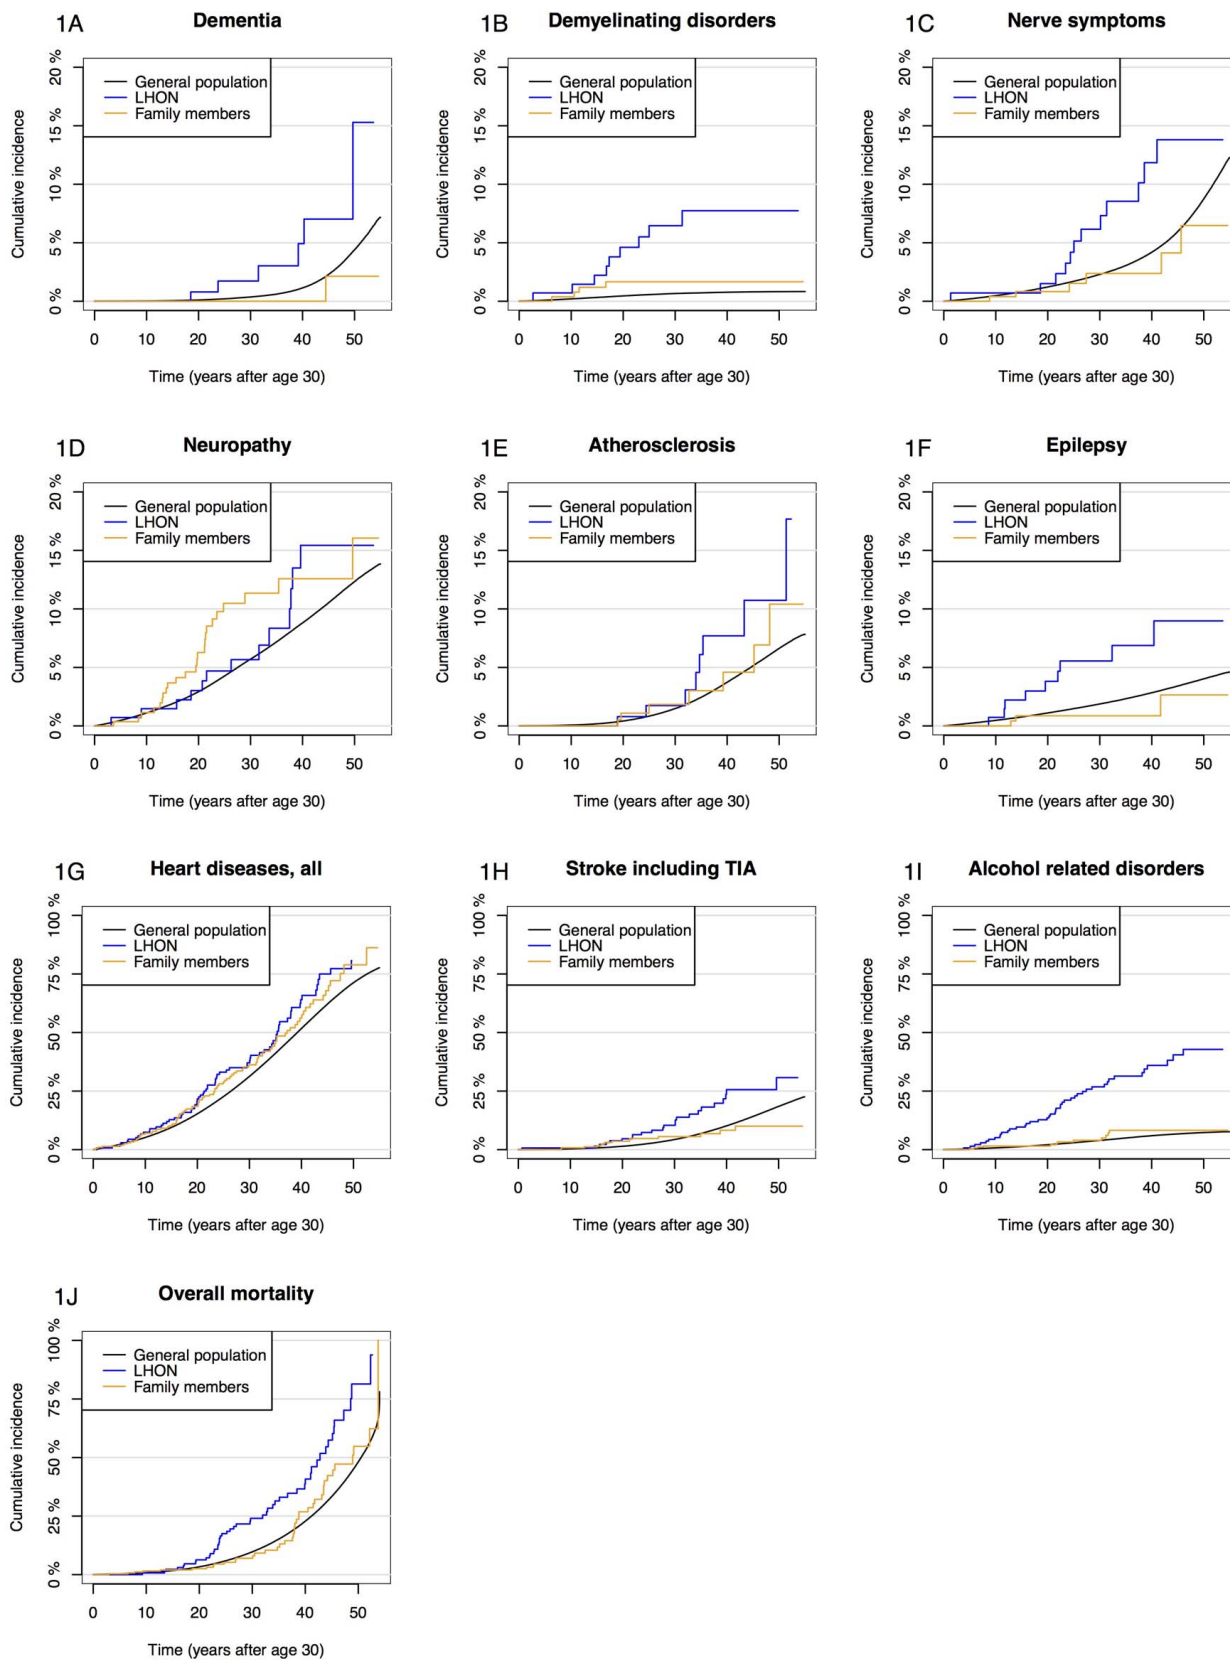 1A Dementia
Cumulative incidence
0 % 5 % 10 % 15 % 20 %
General population
LHON
Family members
0 10 20 30 40 50
Time (years after age 30)
1B Demyelinating disorders
Cumulative incidence
0 % 5 % 10 % 15 % 20 %
General population
LHON
Family members
0 10 20 30 40 50
Time (years after age 30)
1C Nerve symptoms
Cumulative incidence
0 % 5 % 10 % 15 % 20 %
General population
LHON
Family members
0 10 20 30 40 50
Time (years after age 30)
1D Neuropathy
Cumulative incidence
0 % 5 % 10 % 15 % 20 %
General population
LHON
Family members
0 10 20 30 40 50
Time (years after age 30)
1E Atherosclerosis
Cumulative incidence
0 % 5 % 10 % 15 % 20 %
General population
LHON
Family members
0 10 20 30 40 50
Time (years after age 30)
1F Epilepsy
Cumulative incidence
0 % 5 % 10 % 15 % 20 %
General population
LHON
Family members
0 10 20 30 40 50
Time (years after age 30)
1G Heart diseases, all
Cumulative incidence
0 % 25 % 50 % 75 % 100 %
General population
LHON
Family members
0 10 20 30 40 50
Time (years after age 30)
1H Stroke including TIA
Cumulative incidence
0 % 25 % 50 % 75 % 100 %
General population
LHON
Family members
0 10 20 30 40 50
Time (years after age 30)
1I Alcohol related disorders
Cumulative incidence
0 % 25 % 50 % 75 % 100 %
General population
LHON
Family members
0 10 20 30 40 50
Time (years after age 30)
1J Overall mortality
Cumulative incidence
0 % 25 % 50 % 75 % 100 %
General population
LHON
Family members
0 10 20 30 40 50
Time (years after age 30)